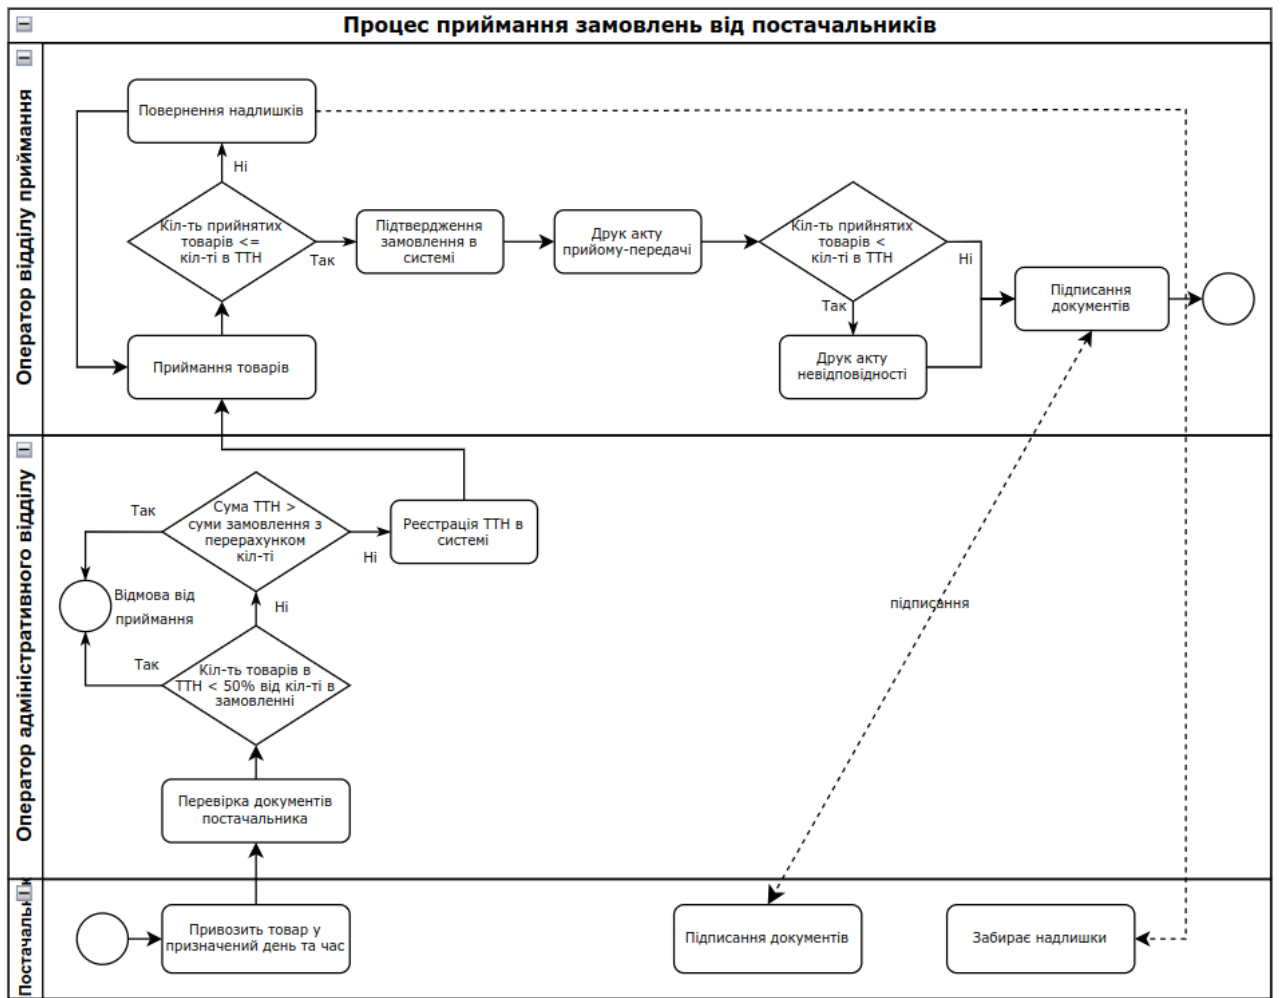 Процес приймання замовлень від постачальників
Оператор відділу приймання
Повернення надлишків
Ні
Кіл-ть прийнятих
товарів <=
кіл-ті в ТТН
Так
Підтвердження
замовлення в
системі
Друк акту
прийому-передачі
Кіл-ть прийнятих
товарів <
кіл-ті в ТТН
Ні
Так
Підписання
документів
Приймання товарів
Друк акту
невідповідності
Оператор адміністративного відділу
Так
Сума ТТН >
суми замовлення з
перерахунком
кіл-ті
Ні
Реєстрація ТТН в
системі
Відмова від
приймання
Ні
підписання
Так
Кіл-ть товарів в
ТТН < 50% від кіл-ті в
замовленні
Перевірка документів
постачальника
Привозить товар у
призначений день та час
Підписання документів
Забирає надлишки